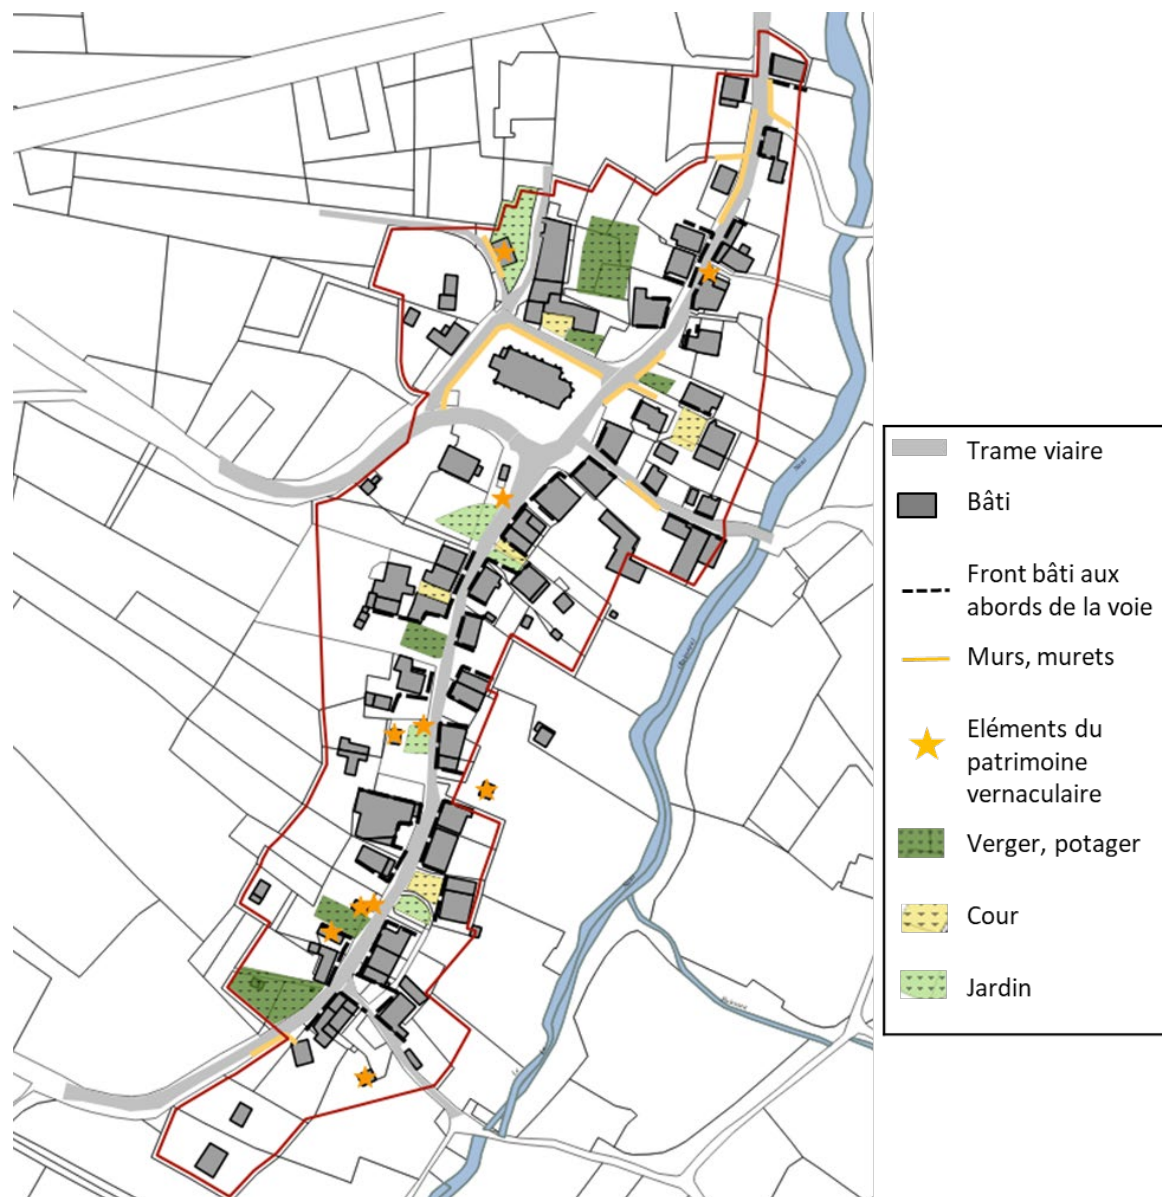 Trame viaire
Bâti
Front bâti aux
abords de la voie
Murs, murets
Eléments du
patrimoine
vernaculaire
Verger, potager
Cour
Jardin